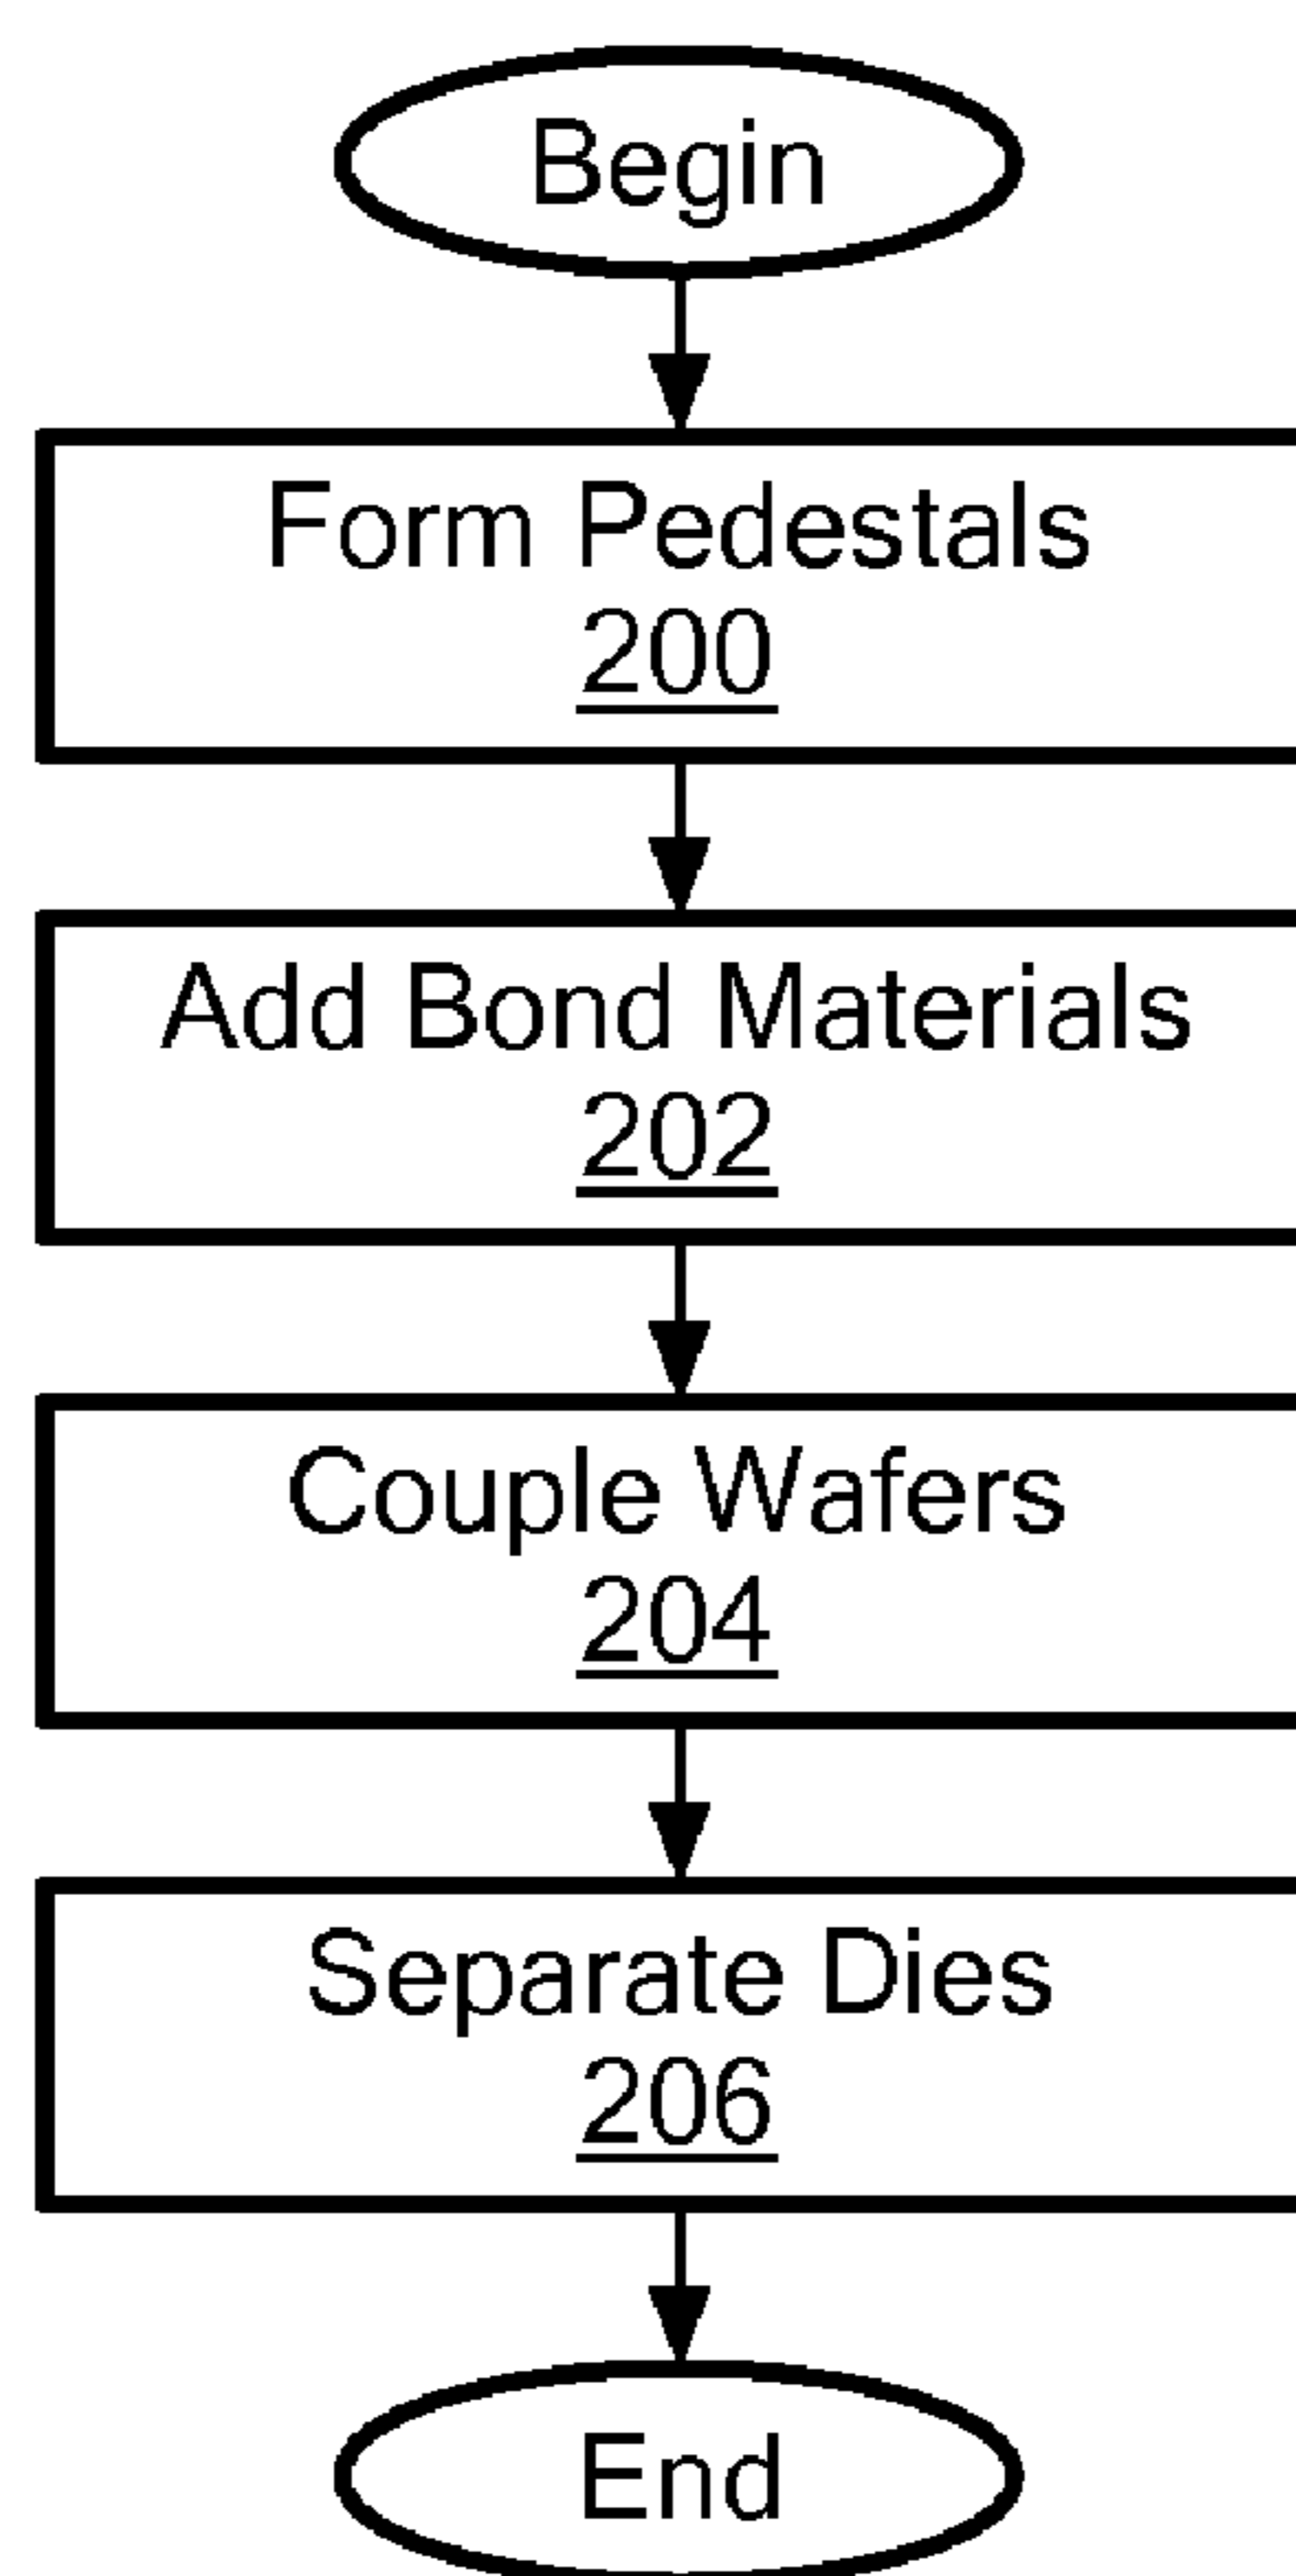 Begin
Form Pedestals
200
Add Bond Materials
202
Couple Wafers
204
Separate Dies
206
End